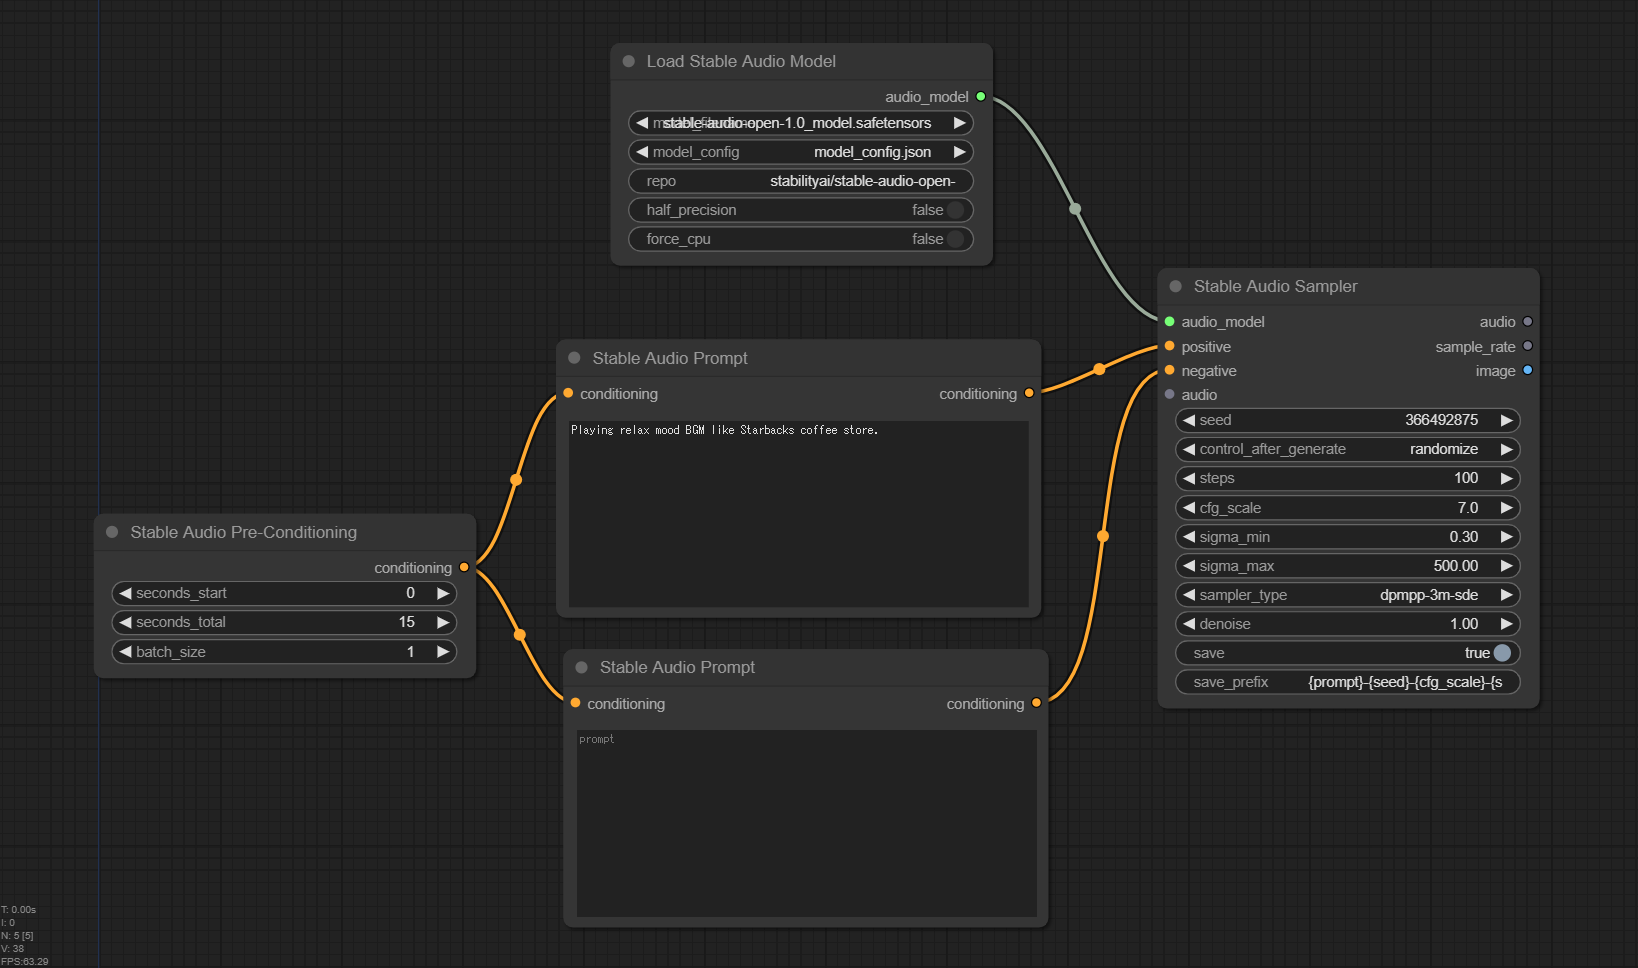 Load Stable Audio Model
audio_model
stable-audio-open-1.0_model.safetensors
model_config model_config.json
repo stabilityai/stable-audio-open-
half_precision false
force_cpu false
Stable Audio Prompt
conditioning conditioning
Playing relax mood BGM like Starbacks coffee store.
Stable Audio Pre-Conditioning
conditioning
seconds_start 0
seconds_total 15
batch_size 1
Stable Audio Prompt
conditioning conditioning
prompt
Stable Audio Sampler
audio_model audio
positive sample_rate
negative image
audio
seed 366492875
control_after_generate randomize
steps 100
cfg_scale 7.0
sigma_min 0.30
sigma_max 500.00
sampler_type dpmpp-3m-sde
denoise 1.00
save true
save_prefix {prompt}-{seed}-{cfg_scale}-{s
T: 0.00s
I: 0
N: 5 [5]
V: 38
FPS:63.29